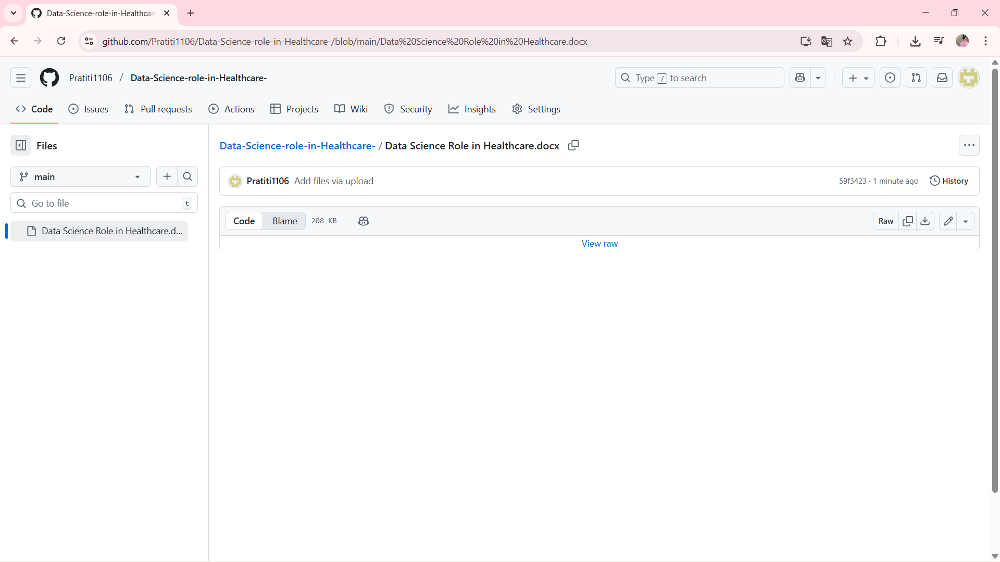 Data-Science-role-in-Healthcar
github.com/Pratiti1106/Data-Science-role-in-Healthcare-/blob/main/Data%20Science%20Role%20in%20Healthcare.docx
Pratiti1106 / Data-Science-role-in-Healthcare-
Type / to search
Code Issues Pull requests Actions Projects Wiki Security Insights Settings
Files
main
Go to file t
Data Science Role in Healthcare.d...
Data-Science-role-in-Healthcare- / Data Science Role in Healthcare.docx
Pratiti1106 Add files via upload 59f3423 · 1 minute ago History
Code Blame 208 KB Raw
View raw